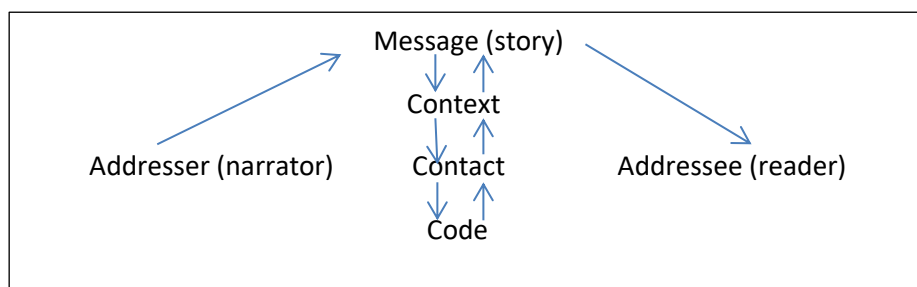 Message (story)
Context
Addresser (narrator) Contact Addressee (reader)
Code